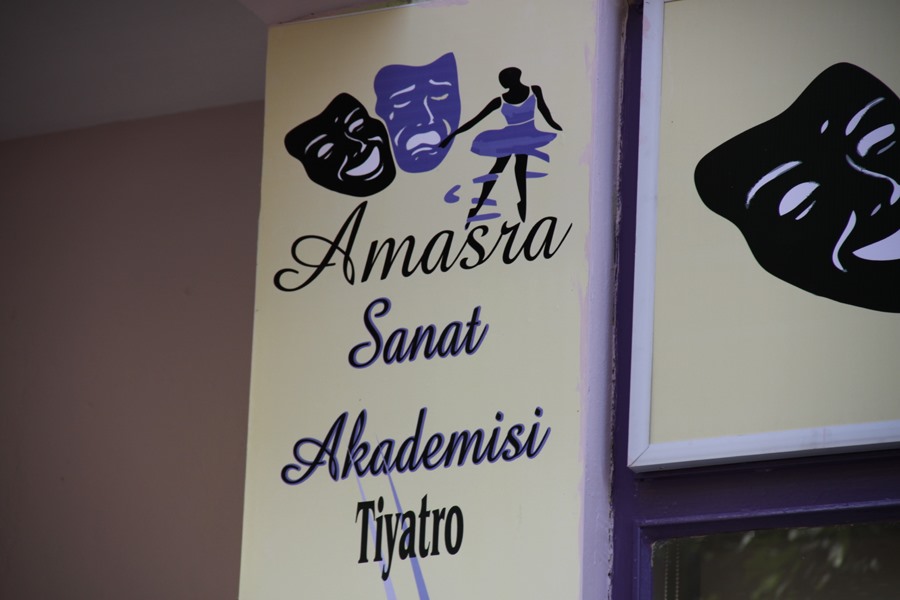 Amasra
Sanat
Akademisi
Tiyatro